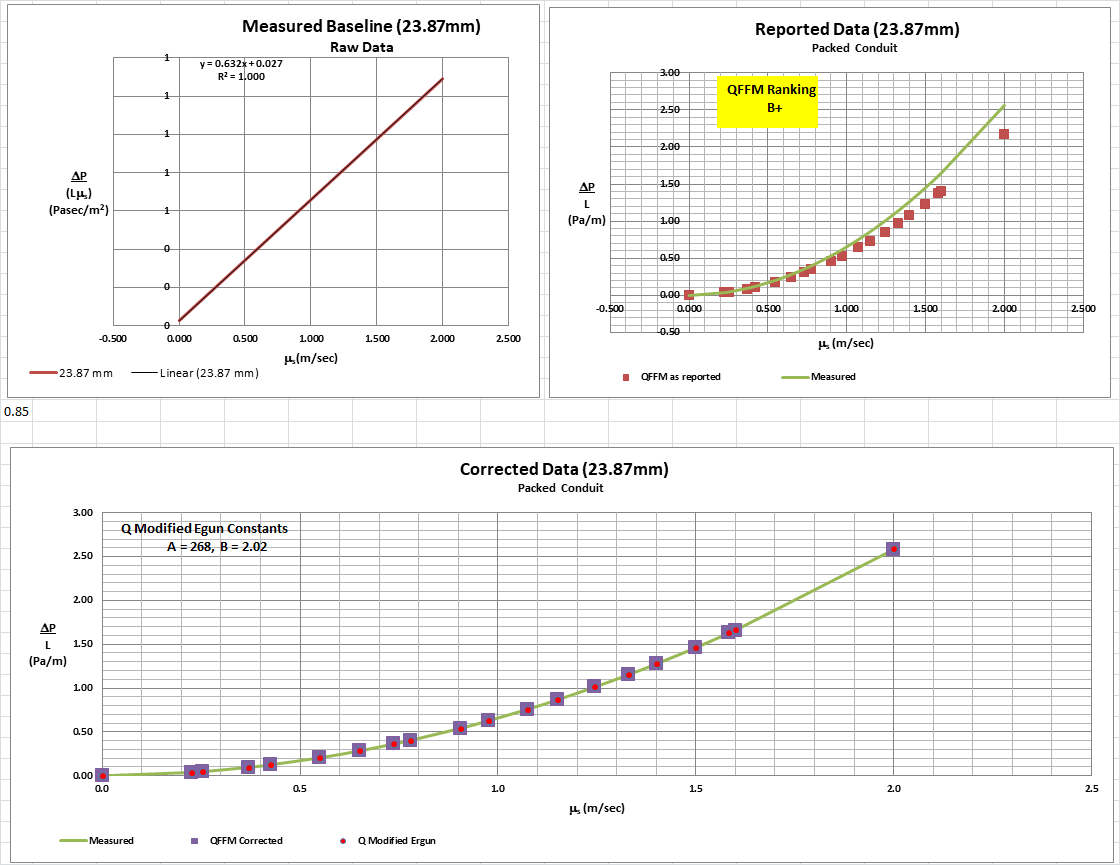 Measured Baseline (23.87mm)
Raw Data
y = 0.632x + 0.027
R² = 1.000
1
1
1
1
1
0
0
0
ΔP
(Lμs)
(Pasec/m²)
-0.500 0.000 0.500 1.000 1.500 2.000 2.500
μs(m/sec)
23.87 mm Linear (23.87 mm)
Reported Data (23.87mm)
Packed Conduit
QFFM Ranking
B+
3.00
2.50
2.00
1.50
1.00
0.50
0.00
-0.50
ΔP
L
(Pa/m)
-0.500 0.000 0.500 1.000 1.500 2.000 2.500
μs (m/sec)
QFFM as reported Measured
0.85
Corrected Data (23.87mm)
Packed Conduit
Q Modified Egun Constants
A = 268, B = 2.02
3.00
2.50
2.00
1.50
1.00
0.50
0.00
ΔP
L
(Pa/m)
0.0 0.5 1.0 1.5 2.0 2.5
μs (m/sec)
Measured QFFM Corrected Q Modified Ergun